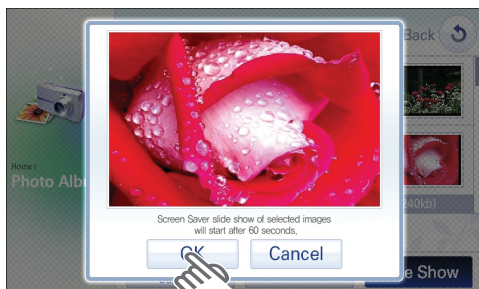 Back
Home /
Photo Albu
240kb)
Screen Saver slide show of selected images
will start after 60 seconds,
OK
Cancel
e Show